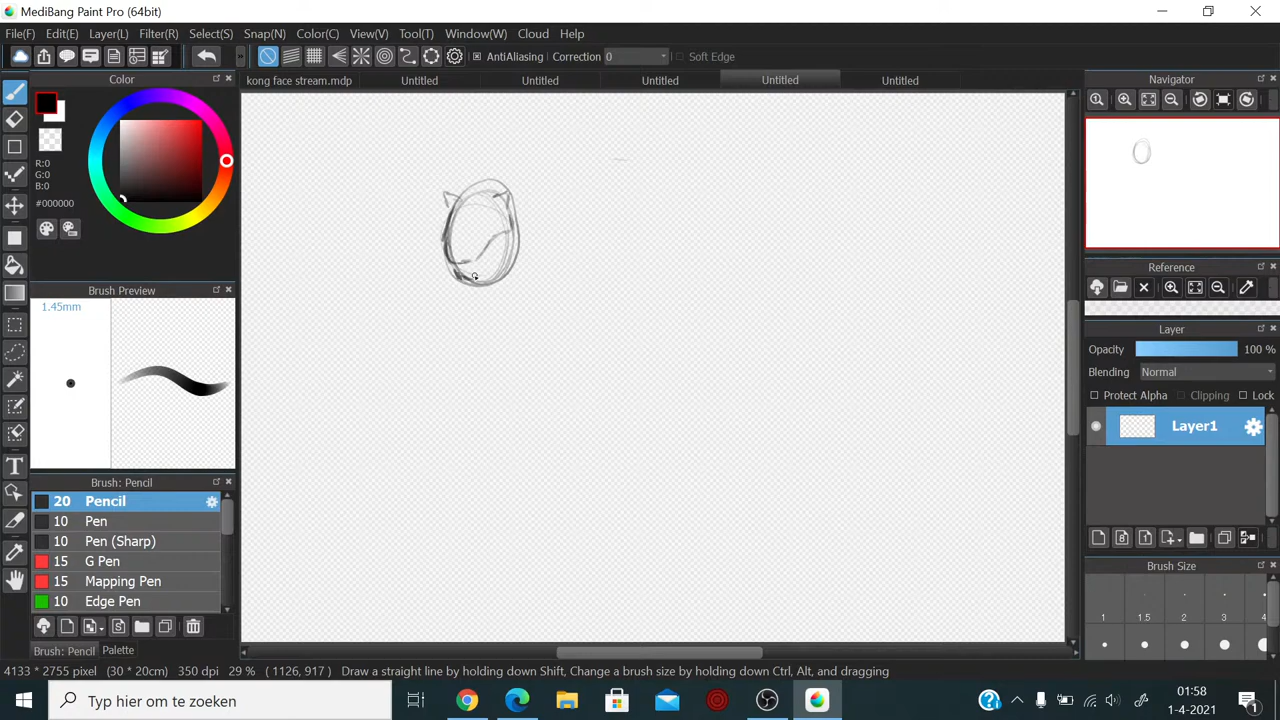 MediBang Paint Pro (64bit)
File(F) Edit(E) Layer(L) Filter(R) Select(S) Snap(N) Color(C) View(V) Tool(T) Window(W) Cloud Help
AntiAliasing Correction 0 Soft Edge
Color
kong face stream.mdp Untitled Untitled Untitled Untitled Untitled
Navigator
R:0
G:0
B:0
#000000
Reference
Brush Preview
1.45mm
Layer
Opacity 100 %
Blending Normal
Protect Alpha Clipping Lock
Layer1
Brush: Pencil
20 Pencil
10 Pen
10 Pen (Sharp)
15 G Pen
15 Mapping Pen
10 Edge Pen
Brush Size
1 1.5 2 3 4
Brush: Pencil Palette
4133 * 2755 pixel (30 * 20cm) 350 dpi 29 % ( 1126, 917 ) Draw a straight line by holding down Shift, Change a brush size by holding down Ctrl, Alt, and dragging
Typ hier om te zoeken
01:58
1-4-2021
1